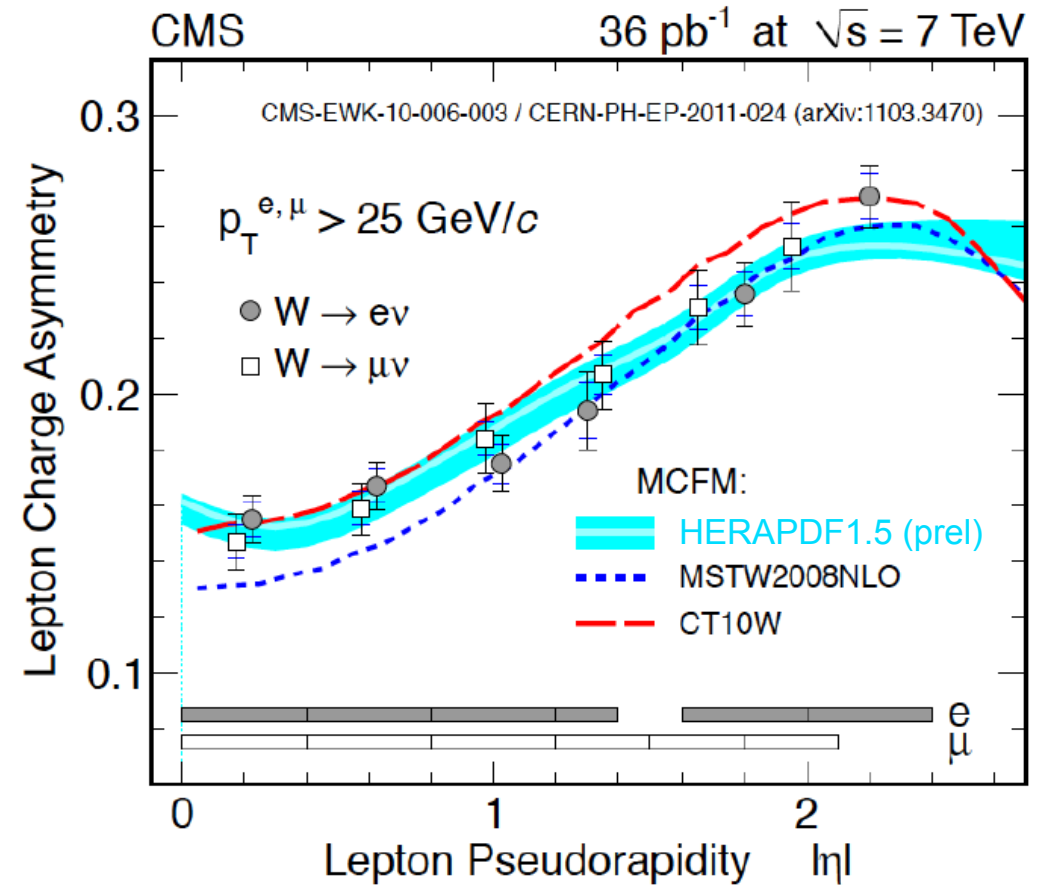 CMS 36 pb⁻¹ at √s = 7 TeV
CMS-EWK-10-006-003 / CERN-PH-EP-2011-024 (arXiv:1103.3470)
p_T^{e, μ} > 25 GeV/c
W → eν
W → μν
MCFM:
HERAPDF1.5 (prel)
MSTW2008NLO
CT10W
e
μ
Lepton Charge Asymmetry
0.3
0.2
0.1
0 1 2
Lepton Pseudorapidity |η|